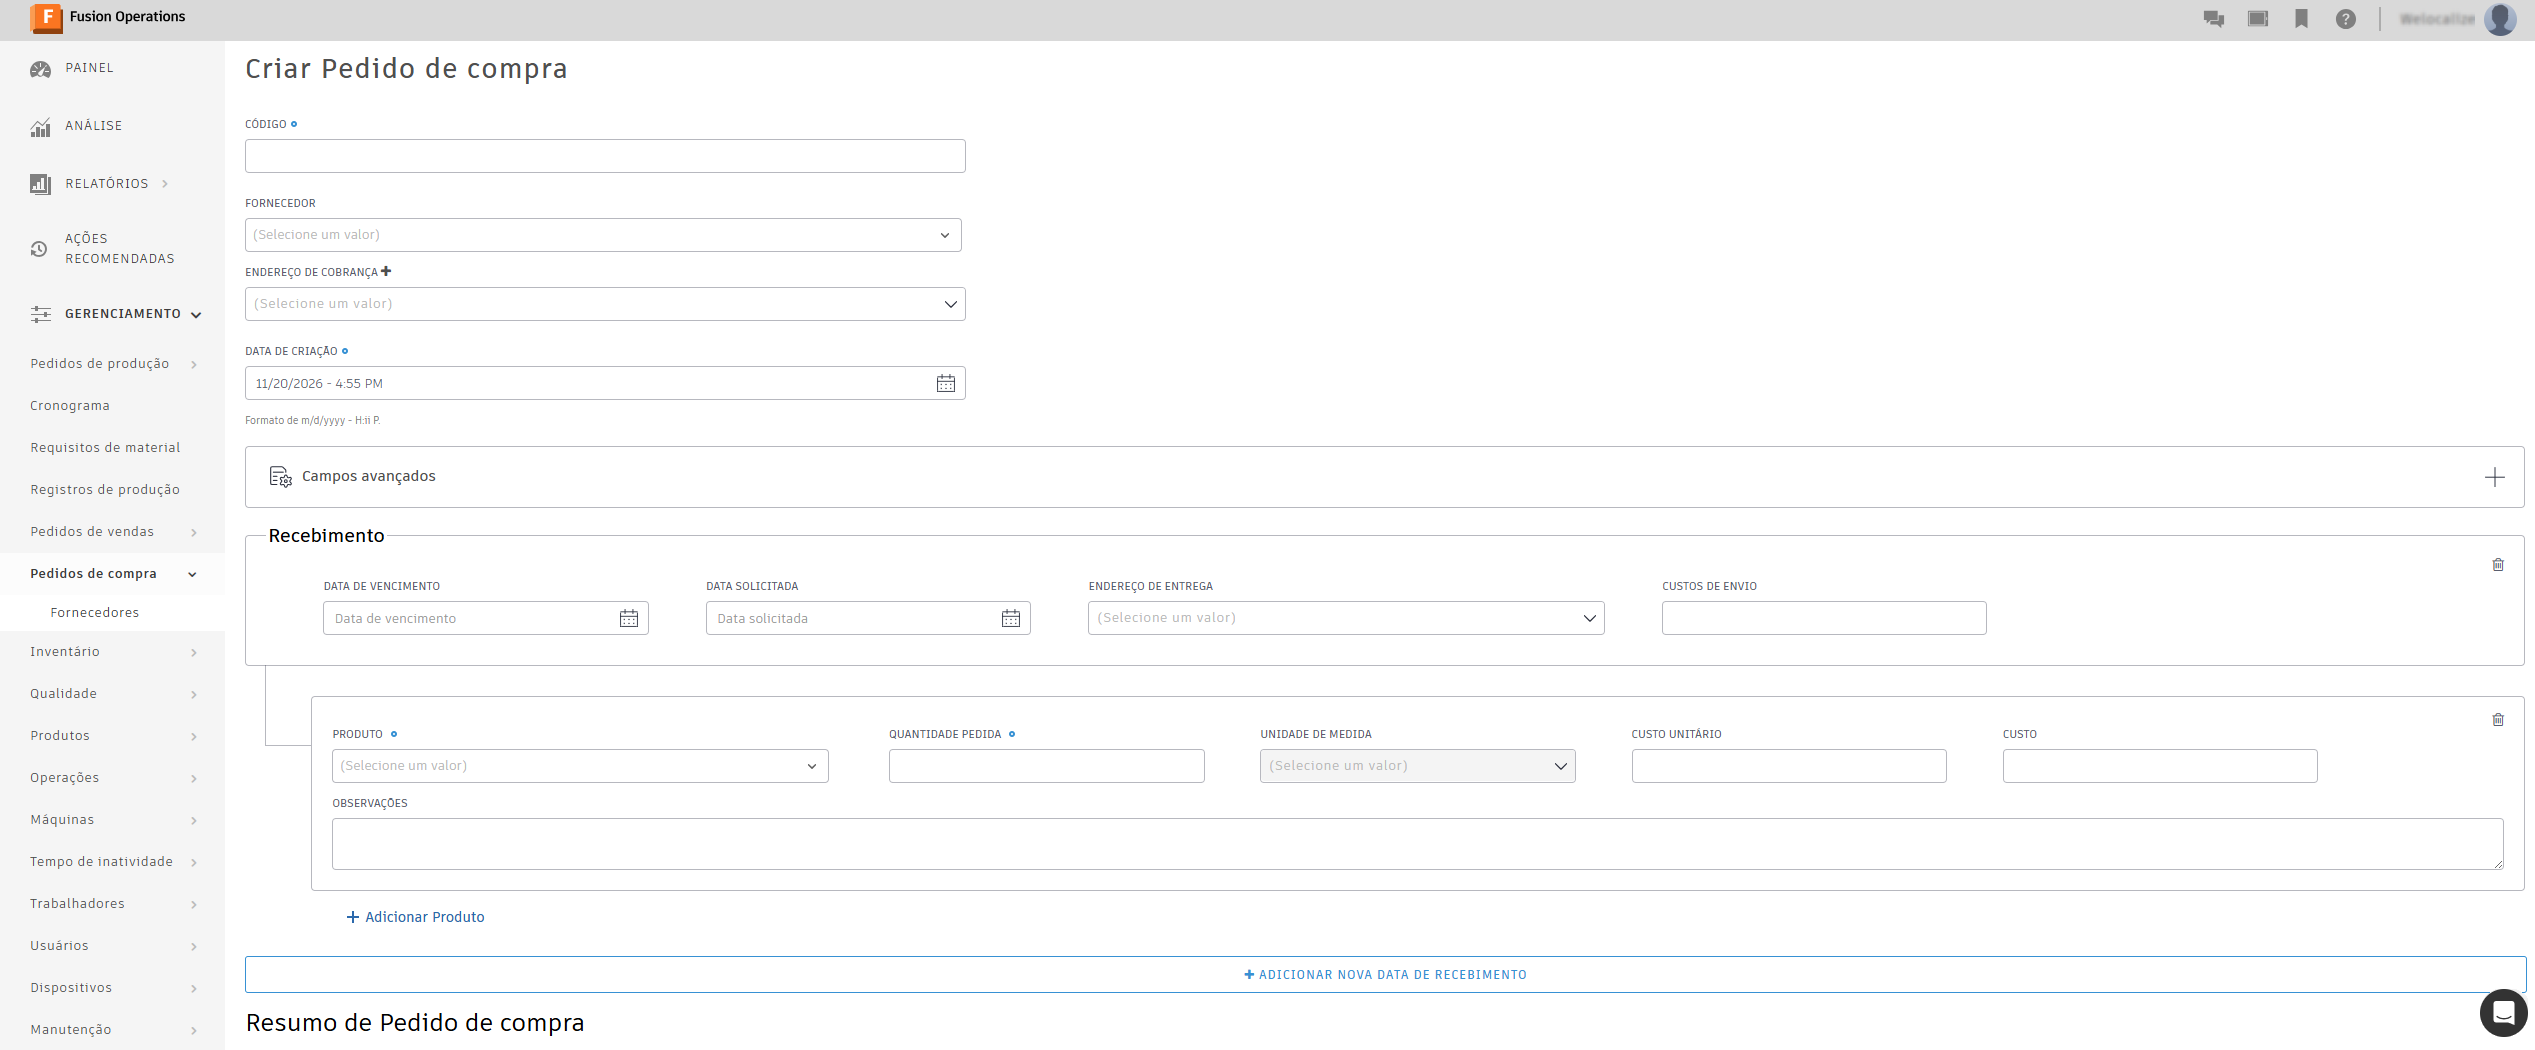 Fusion Operations
PAINEL
ANÁLISE
RELATÓRIOS
AÇÕES
RECOMENDADAS
GERENCIAMENTO
Pedidos de produção
Cronograma
Requisitos de material
Registros de produção
Pedidos de vendas
Pedidos de compra
Fornecedores
Inventário
Qualidade
Produtos
Operações
Máquinas
Tempo de inatividade
Trabalhadores
Usuários
Dispositivos
Manutenção
Criar Pedido de compra
CÓDIGO
FORNECEDOR
(Selecione um valor)
ENDEREÇO DE COBRANÇA
(Selecione um valor)
DATA DE CRIAÇÃO
11/20/2026 - 4:55 PM
Formato de m/d/yyyy - H:ii P.
Campos avançados
Recebimento
DATA DE VENCIMENTO DATA SOLICITADA ENDEREÇO DE ENTREGA CUSTOS DE ENVIO
Data de vencimento Data solicitada (Selecione um valor)
PRODUTO QUANTIDADE PEDIDA UNIDADE DE MEDIDA CUSTO UNITÁRIO CUSTO
(Selecione um valor) (Selecione um valor)
OBSERVAÇÕES
+ Adicionar Produto
+ ADICIONAR NOVA DATA DE RECEBIMENTO
Resumo de Pedido de compra